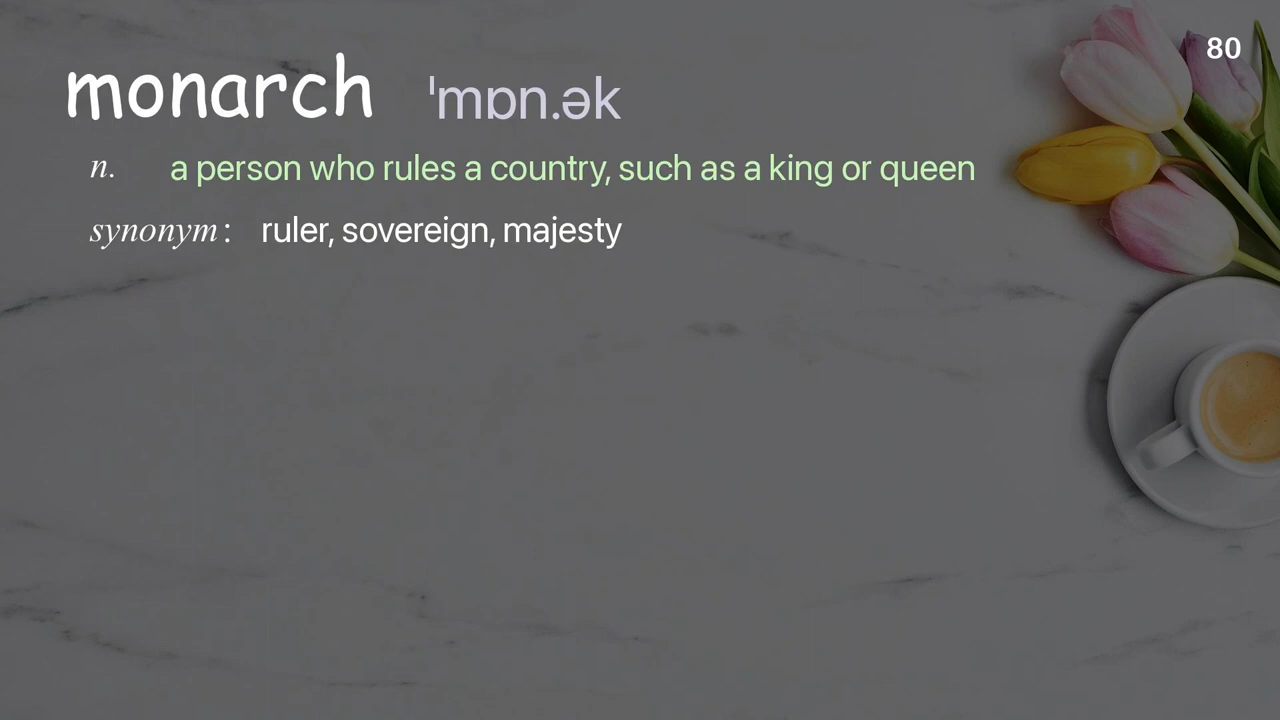 80
monarch ˈmɒn.ək
n. a person who rules a country, such as a king or queen
synonym: ruler, sovereign, majesty